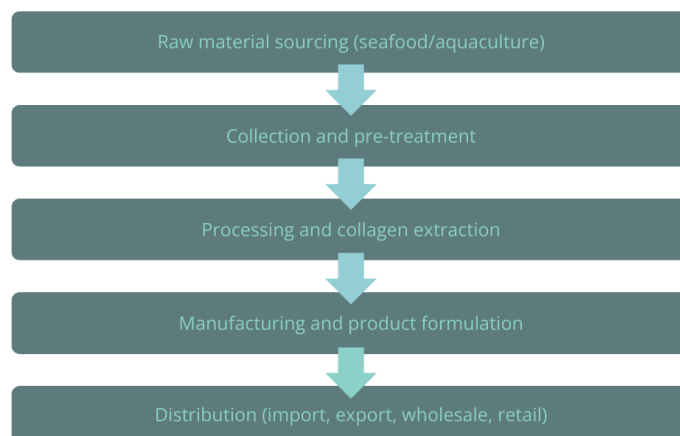 Raw material sourcing (seafood/aquaculture)
Collection and pre-treatment
Processing and collagen extraction
Manufacturing and product formulation
Distribution (import, export, wholesale, retail)